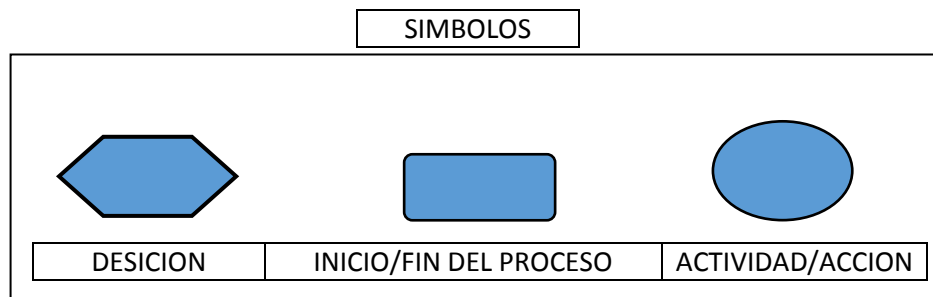 SIMBOLOS
DESICION
INICIO/FIN DEL PROCESO
ACTIVIDAD/ACCION